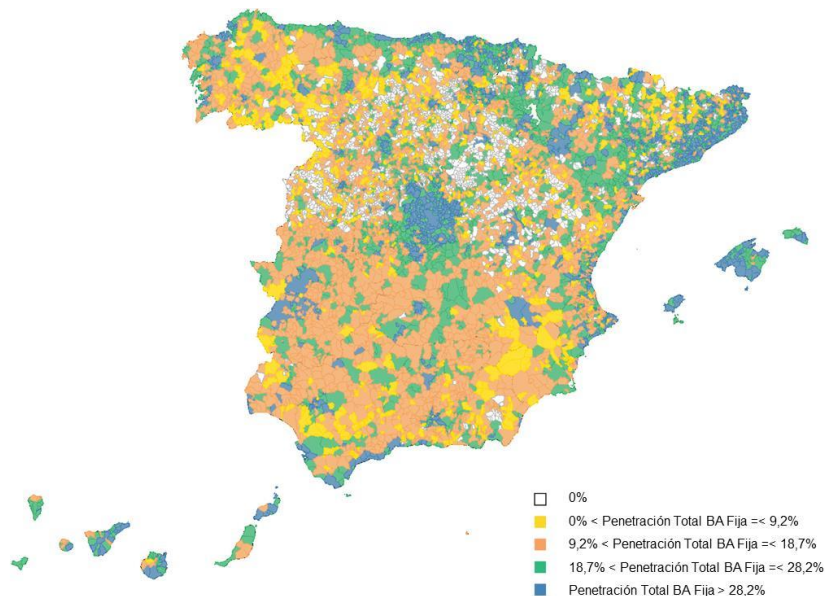 0%
0% < Penetración Total BA Fija =< 9,2%
9,2% < Penetración Total BA Fija =< 18,7%
18,7% < Penetración Total BA Fija =< 28,2%
Penetración Total BA Fija > 28,2%